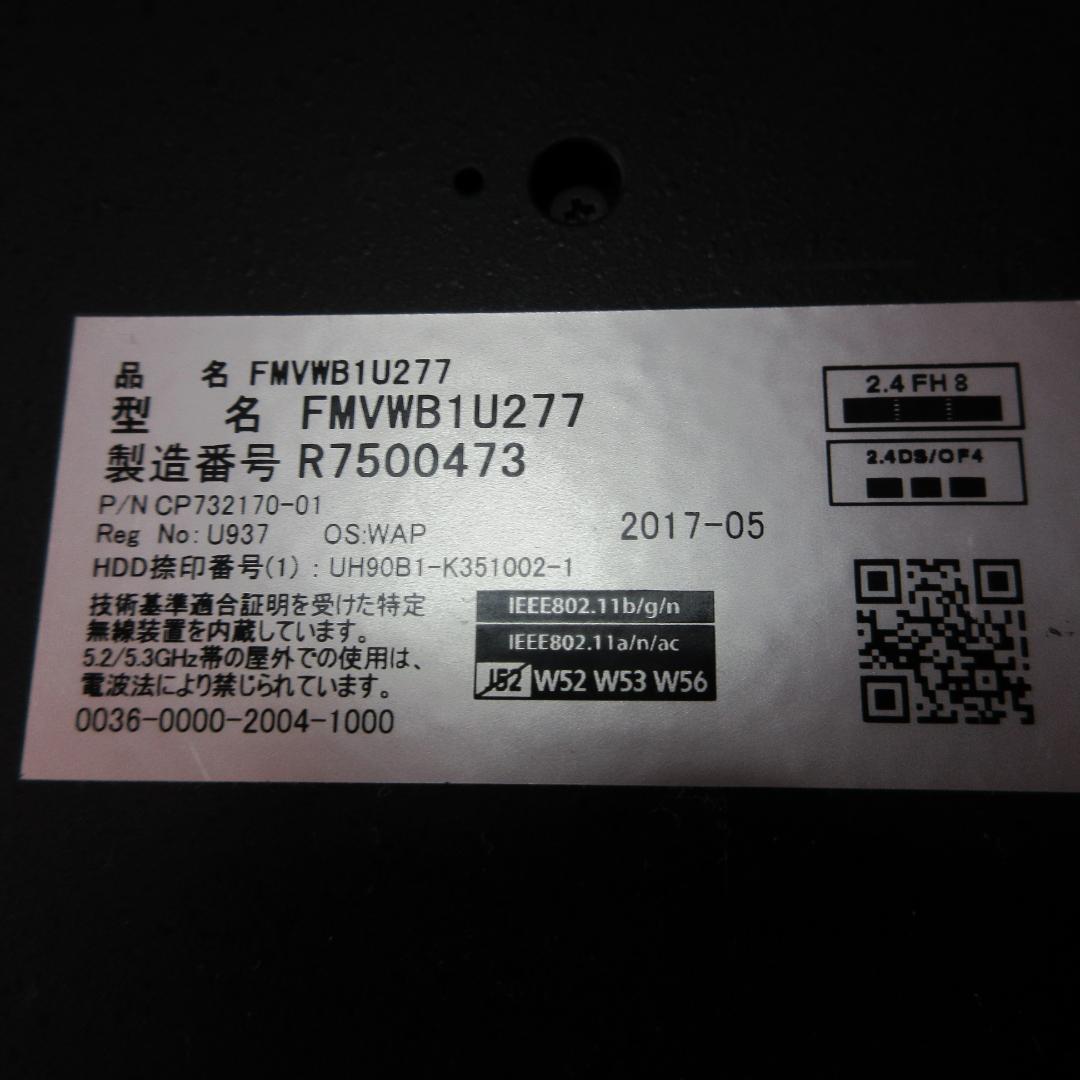 品 名 FMVWB1U277
型 名 FMVWB1U277
製造番号 R7500473
P/N CP732170-01
Reg No: U937 OS:WAP
2017-05
HDD捺印番号(1) : UH90B1-K351002-1
技術基準適合証明を受けた特定
無線装置を内蔵しています。
5.2/5.3GHz帯の屋外での使用は、
電波法により禁じられています。
0036-0000-2004-1000
IEEE802.11b/g/n
IEEE802.11a/n/ac
J52 W52 W53 W56
2.4 FH 8
2.4DS/OF4